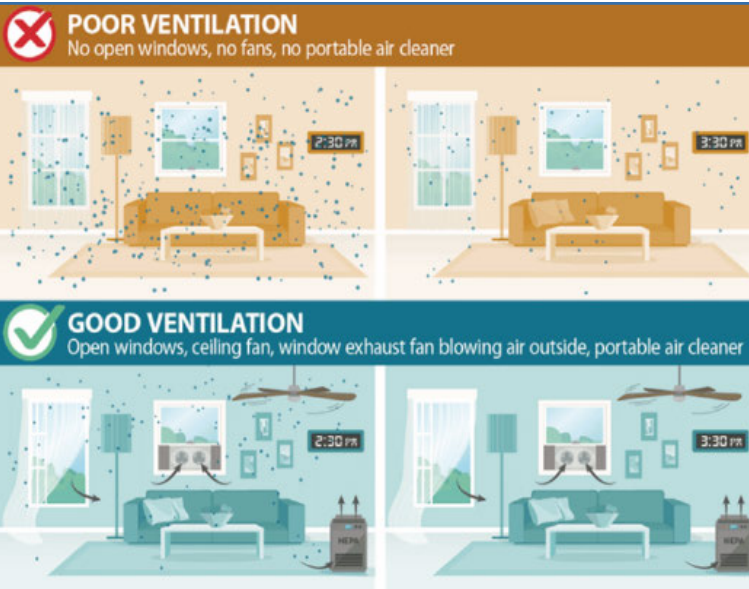 POOR VENTILATION
No open windows, no fans, no portable air cleaner
2:30 PM
3:30 PM
GOOD VENTILATION
Open windows, ceiling fan, window exhaust fan blowing air outside, portable air cleaner
2:30 PM
3:30 PM
HEPA
HEPA